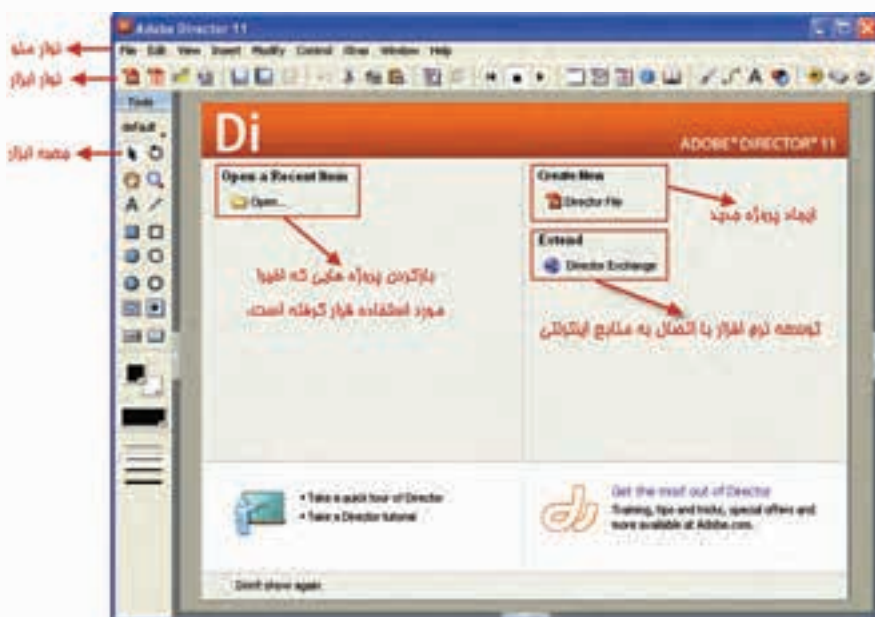 Adobe Director 11
File Edit View Insert Modify Control Xtras Window Help
نوار منو
نوار ابزار
Tools
default
جعبه ابزار
Di
ADOBE® DIRECTOR® 11
Open a Recent Item
Open...
Create New
Director File
ایجاد پروژه جدید
Extend
Director Exchange
بازکردن پروژه هایی که اخیرا
مورد استفاده قرار گرفته است.
توسعه نرم افزار با اتصال به منابع اینترنتی
• Take a quick tour of Director
• Take a Director tutorial
Get the most out of Director
Training, tips and tricks, special offers and
more available at Adobe.com.
Don't show again